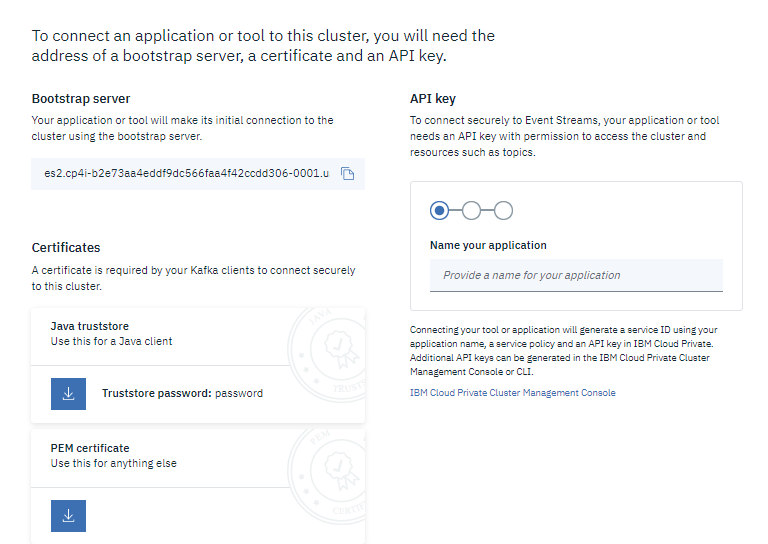 To connect an application or tool to this cluster, you will need the
address of a bootstrap server, a certificate and an API key.
Bootstrap server
Your application or tool will make its initial connection to the
cluster using the bootstrap server.
es2.cp4i-b2e73aa4eddf9dc566faa4f42ccdd306-0001.u
Certificates
A certificate is required by your Kafka clients to connect securely
to this cluster.
Java truststore
Use this for a Java client
JAVA
TRUST
Truststore password: password
PEM certificate
Use this for anything else
PEM
CERTIF
API key
To connect securely to Event Streams, your application or tool
needs an API key with permission to access the cluster and
resources such as topics.
Name your application
Provide a name for your application
Connecting your tool or application will generate a service ID using your
application name, a service policy and an API key in IBM Cloud Private.
Additional API keys can be generated in the IBM Cloud Private Cluster
Management Console or CLI.
IBM Cloud Private Cluster Management Console